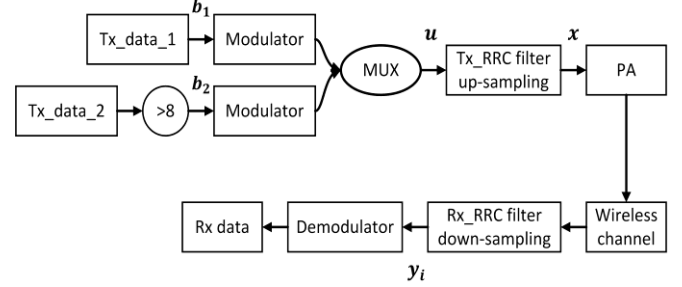 b₁
Tx_data_1
Modulator
u
Tx_RRC filter
up-sampling
x
PA
MUX
b₂
Tx_data_2
>8
Modulator
Rx data
Demodulator
Rx_RRC filter
down-sampling
Wireless
channel
yᵢ